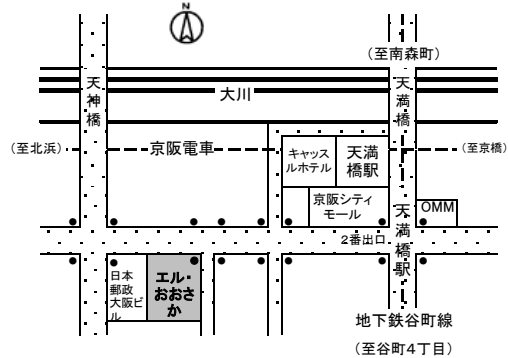 N
(至南森町)
天神橋
天満橋
大川
(至北浜)
京阪電車
キャッスルホテル
天満橋駅
(至京橋)
京阪シティモール
OMM
2番出口
天満橋駅
日本郵政大阪ビル
エル・おおさか
地下鉄谷町線
(至谷町4丁目)